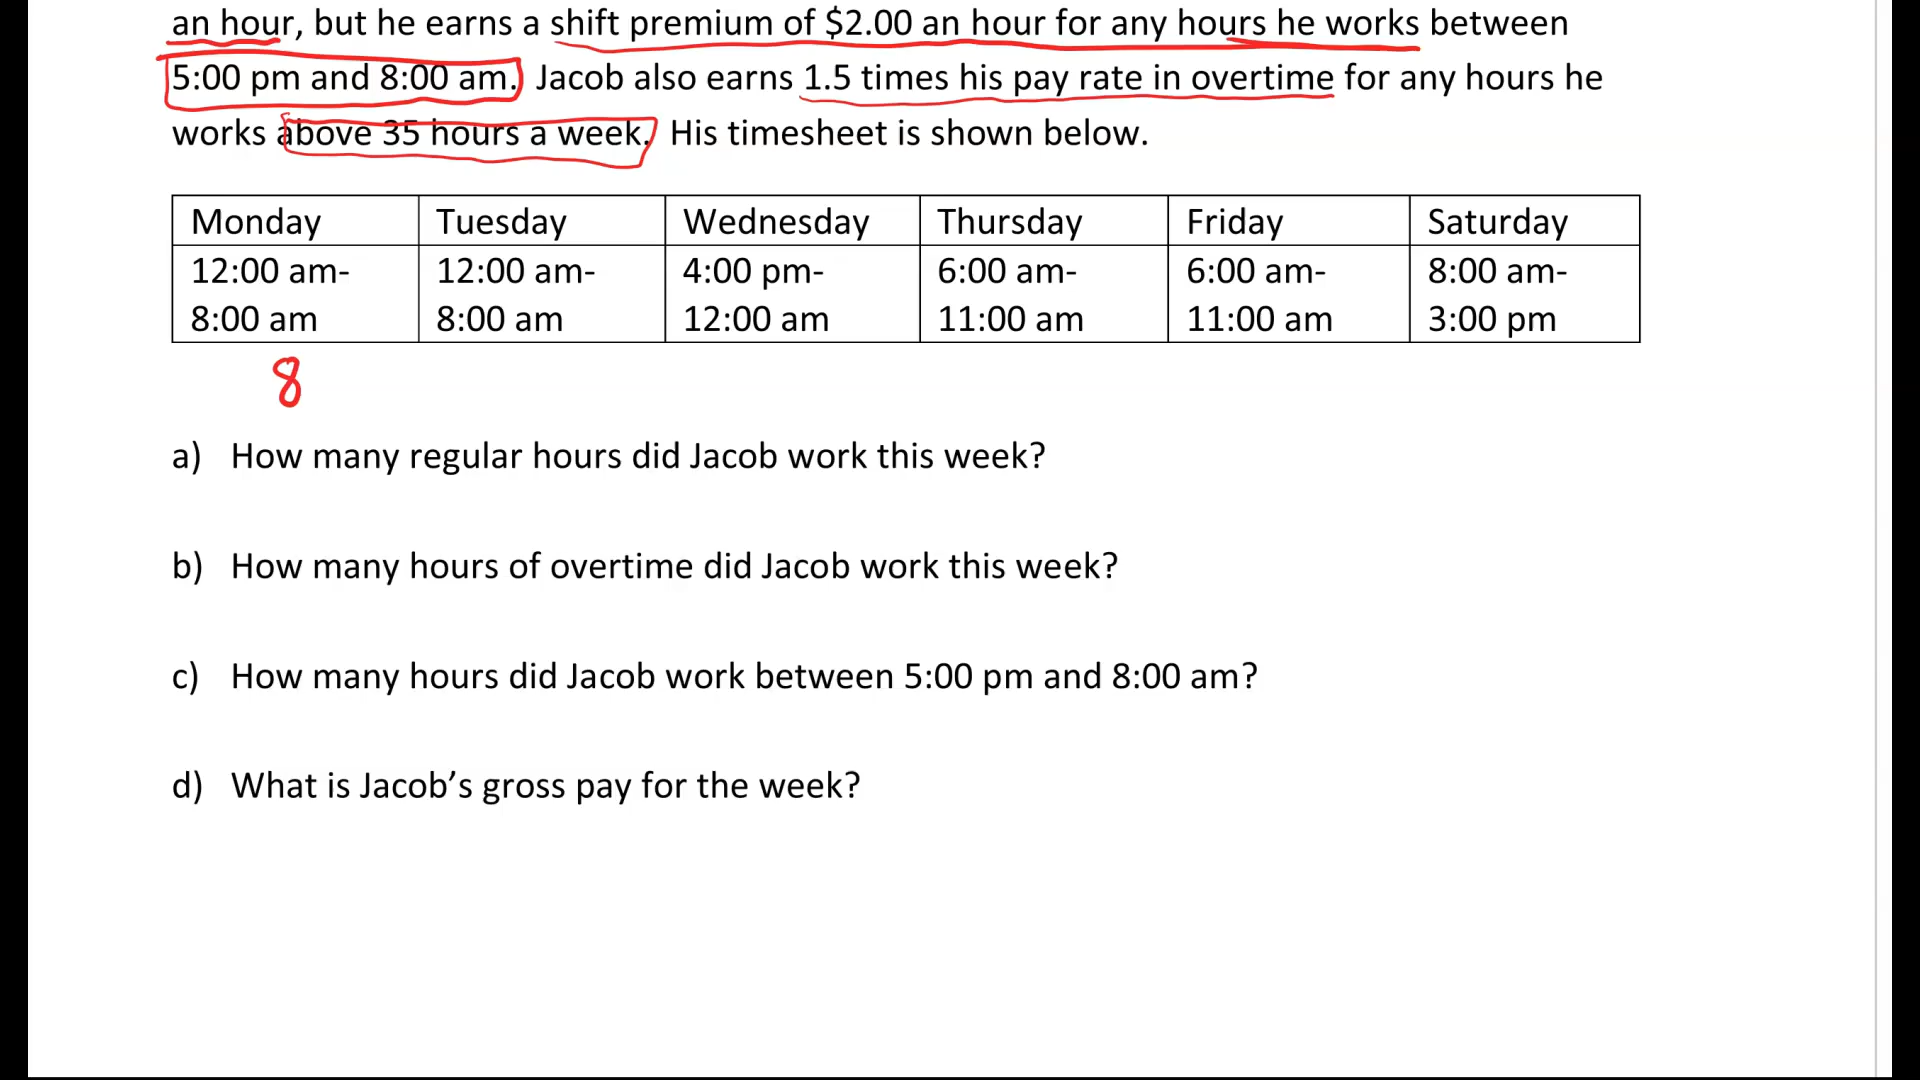 an hour, but he earns a shift premium of $2.00 an hour for any hours he works between
5:00 pm and 8:00 am. Jacob also earns 1.5 times his pay rate in overtime for any hours he
works above 35 hours a week. His timesheet is shown below.
Monday Tuesday Wednesday Thursday Friday Saturday
12:00 am- 12:00 am- 4:00 pm- 6:00 am- 6:00 am- 8:00 am-
8:00 am 8:00 am 12:00 am 11:00 am 11:00 am 3:00 pm
8
a) How many regular hours did Jacob work this week?
b) How many hours of overtime did Jacob work this week?
c) How many hours did Jacob work between 5:00 pm and 8:00 am?
d) What is Jacob’s gross pay for the week?